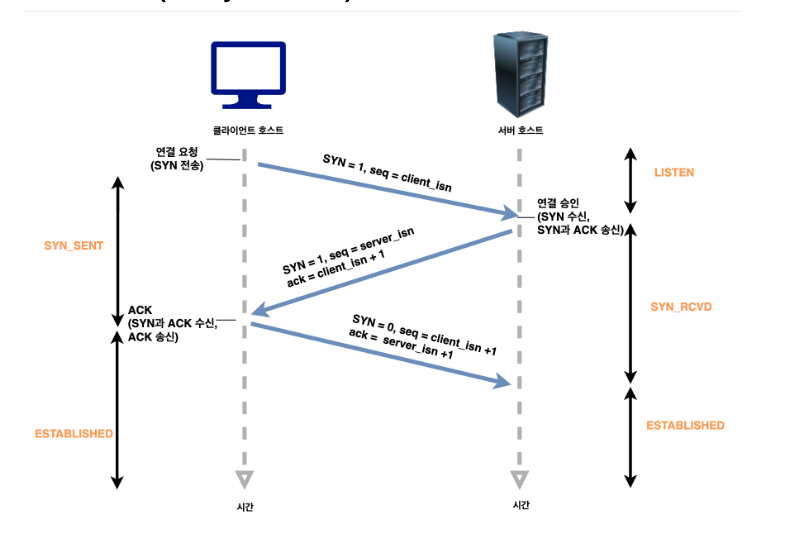 클라이언트 호스트
서버 호스트
연결 요청
(SYN 전송)
SYN = 1, seq = client_isn
LISTEN
연결 승인
(SYN 수신,
SYN과 ACK 송신)
SYN_SENT
SYN = 1, seq = server_isn
ack = client_isn + 1
SYN_RCVD
ACK
(SYN과 ACK 수신,
ACK 송신)
SYN = 0, seq = client_isn +1
ack = server_isn +1
ESTABLISHED
ESTABLISHED
시간
시간